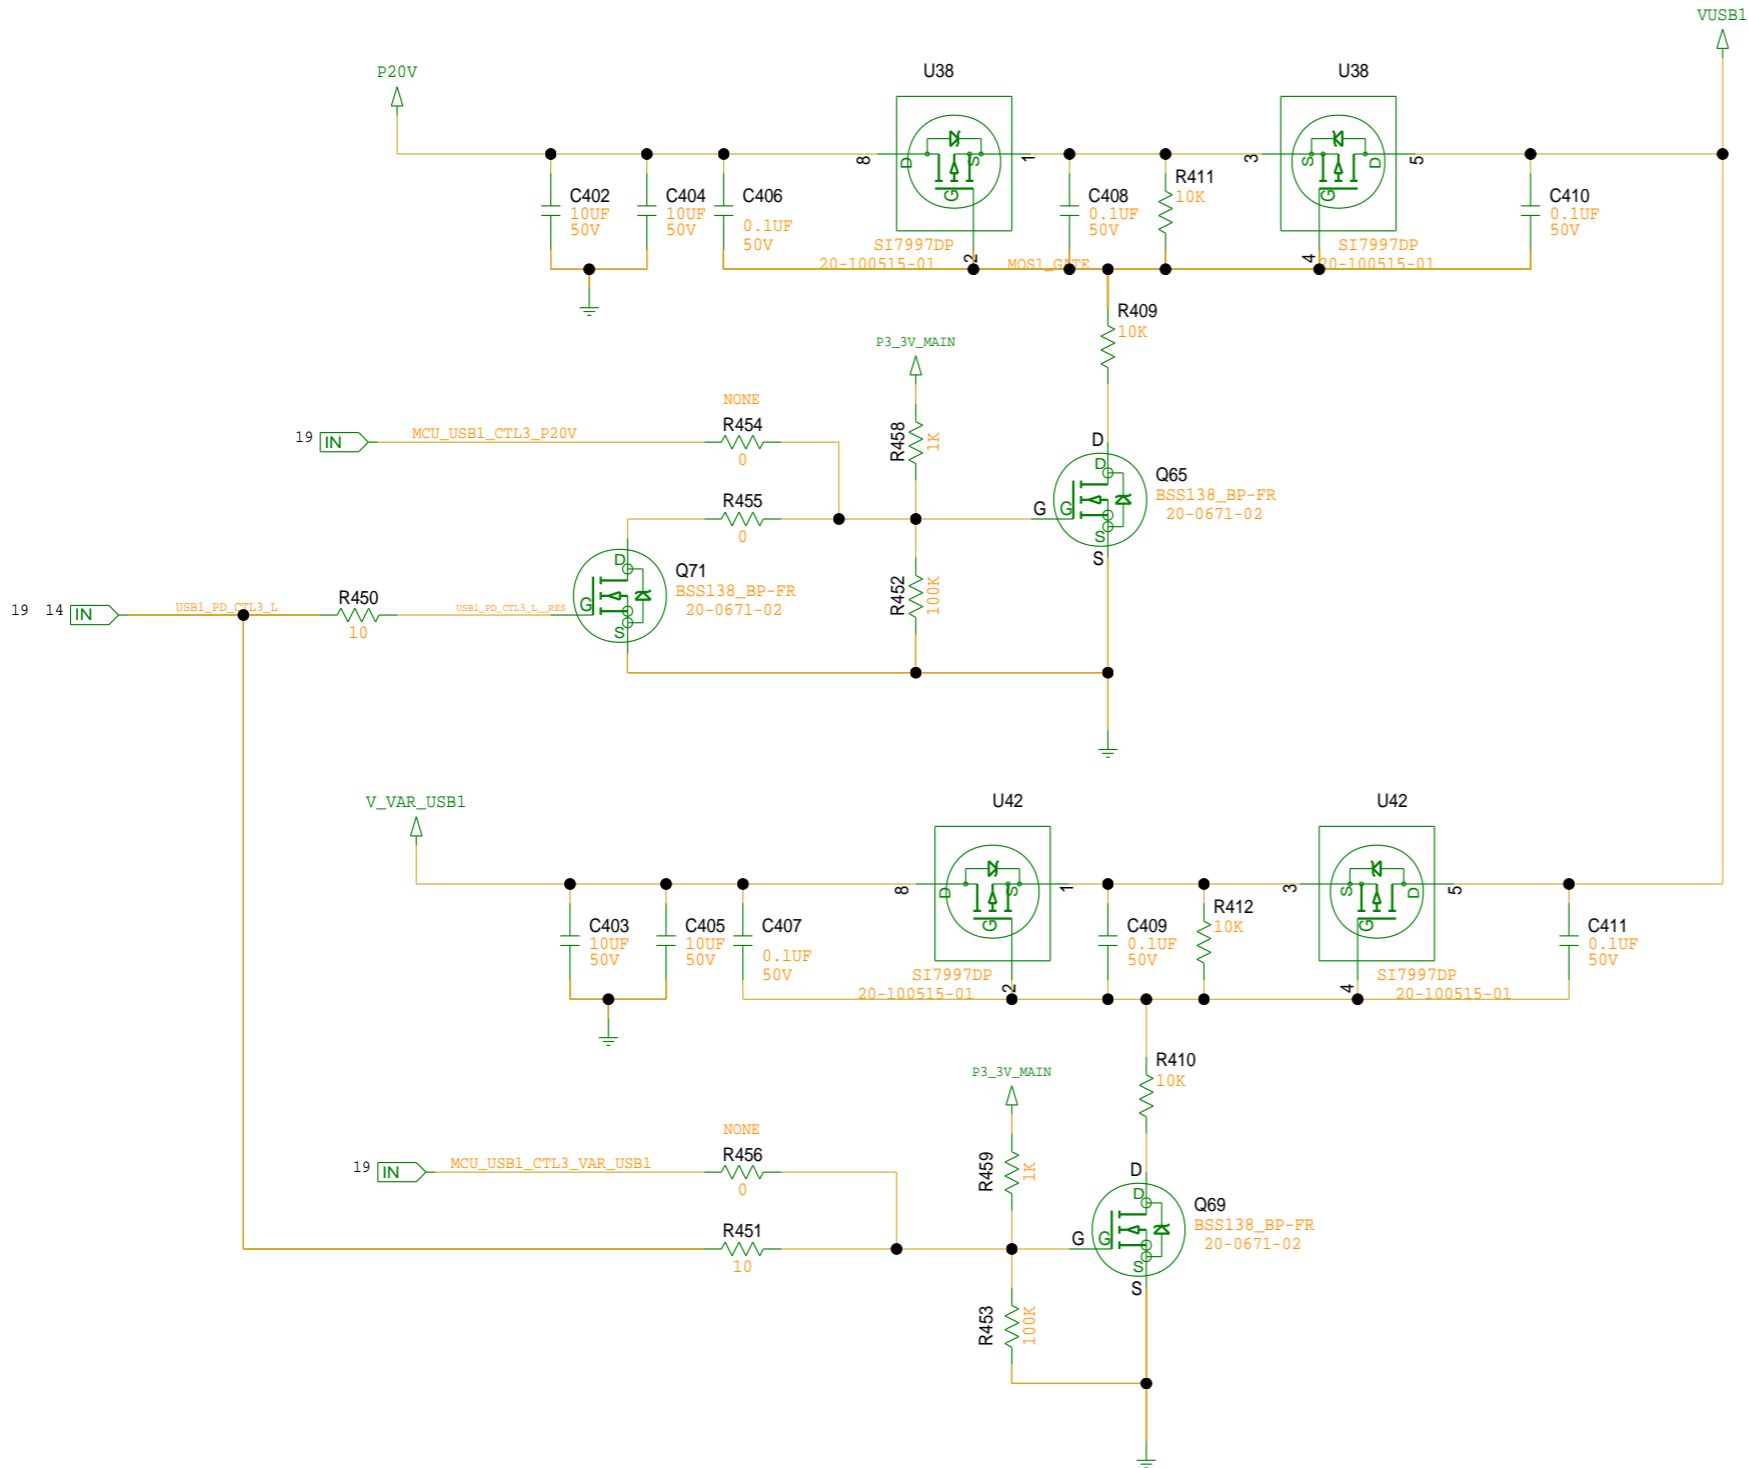 VUSB1
P20V
U38
U38
8
D
S
1
G
2
C402
10UF
50V
C404
10UF
50V
C406
0.1UF
50V
C408
0.1UF
50V
R411
10K
3
S
D
5
G
4
C410
0.1UF
50V
SI7997DP
20-100515-01
MOS1_GATE
SI7997DP
20-100515-01
R409
10K
P3_3V_MAIN
NONE
R454
0
19 IN MCU_USB1_CTL3_P20V
R458
1K
D
D
Q65
BSS138_BP-FR
20-0671-02
G G
S
S
R455
0
D
Q71
BSS138_BP-FR
20-0671-02
G
S
R452
100K
19 14 IN USB1_PD_CTL3_L
R450
10
USB1_PD_CTL3_L__RES
V_VAR_USB1
U42
U42
8
D
S
1
G
2
C403
10UF
50V
C405
10UF
50V
C407
0.1UF
50V
C409
0.1UF
50V
R412
10K
3
S
D
5
G
4
C411
0.1UF
50V
SI7997DP
20-100515-01
SI7997DP
20-100515-01
R410
10K
P3_3V_MAIN
NONE
R456
0
19 IN MCU_USB1_CTL3_VAR_USB1
R459
1K
D
D
Q69
BSS138_BP-FR
20-0671-02
G G
S
S
R451
10
R453
100K